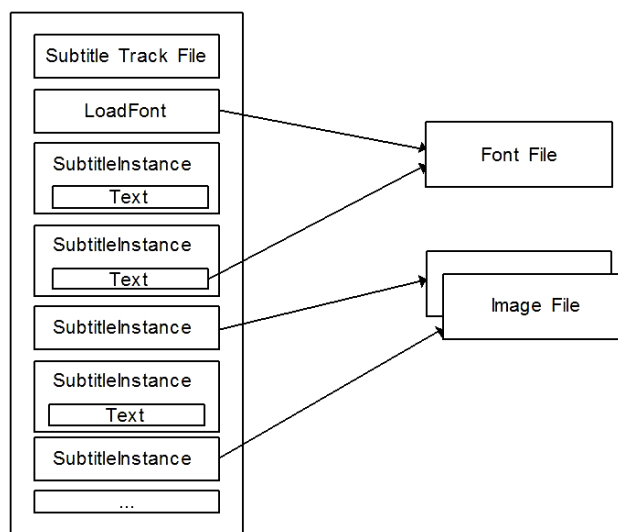 Subtitle Track File
LoadFont
SubtitleInstance
Text
SubtitleInstance
Text
SubtitleInstance
SubtitleInstance
Text
SubtitleInstance
...
Font File
Image File